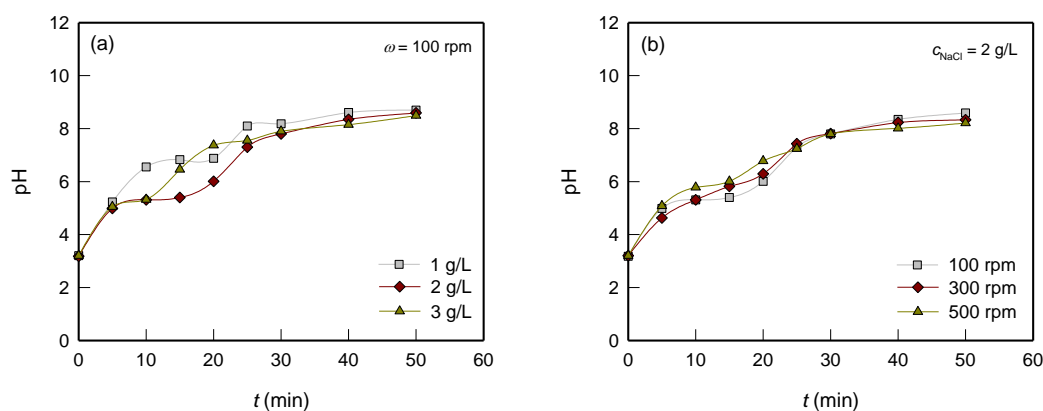 (a)
ω = 100 rpm
pH
12
10
8
6
4
2
0
0 10 20 30 40 50 60
t (min)
1 g/L
2 g/L
3 g/L
(b)
cNaCl = 2 g/L
pH
12
10
8
6
4
2
0
0 10 20 30 40 50 60
t (min)
100 rpm
300 rpm
500 rpm